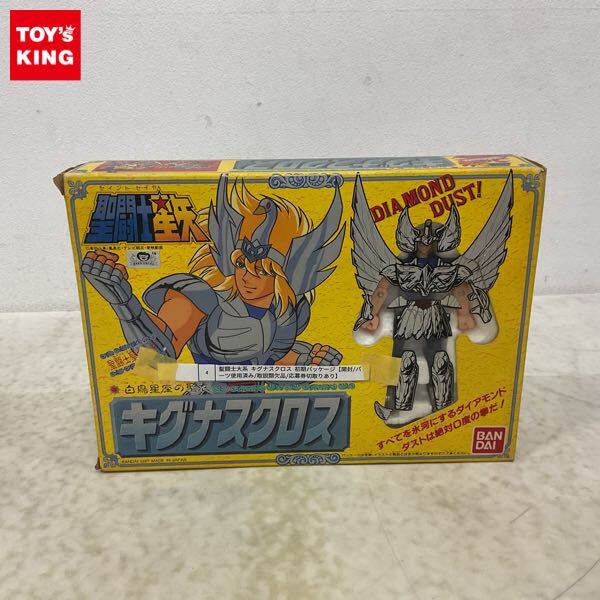 TOY'S
KING
セイントセイヤ
聖闘士星矢
DIAMOND
DUST!
4
聖闘士大系 キグナスクロス 初期パッケージ【開封/パ
ーツ使用済み/取説類欠品/応募券切取りあり】
白鳥星座の聖衣
キグナスクロス
すべてを氷河にするダイアモンド
ダストは絶対0度の拳だ!
BAN
DAI